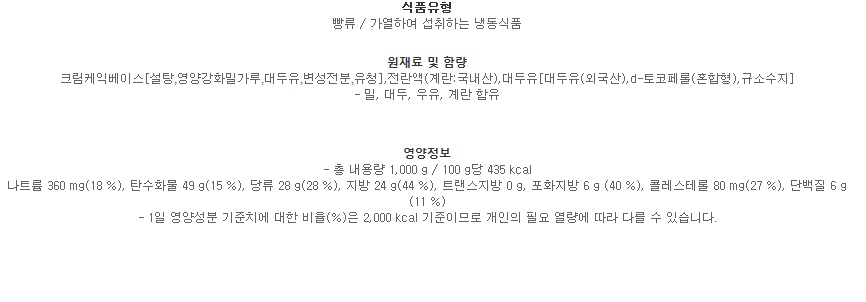 식품유형
빵류 / 가열하여 섭취하는 냉동식품
원재료 및 함량
크림케익베이스[설탕,영양강화밀가루,대두유,변성전분,유청],전란액(계란:국내산),대두유[대두유(외국산),d-토코페롤(혼합형),규소수지]
- 밀, 대두, 우유, 계란 함유
영양정보
- 총 내용량 1,000 g / 100 g당 435 kcal
나트륨 360 mg(18 %), 탄수화물 49 g(15 %), 당류 28 g(28 %), 지방 24 g(44 %), 트랜스지방 0 g, 포화지방 6 g (40 %), 콜레스테롤 80 mg(27 %), 단백질 6 g
(11 %)
- 1일 영양성분 기준치에 대한 비율(%)은 2,000 kcal 기준이므로 개인의 필요 열량에 따라 다를 수 있습니다.